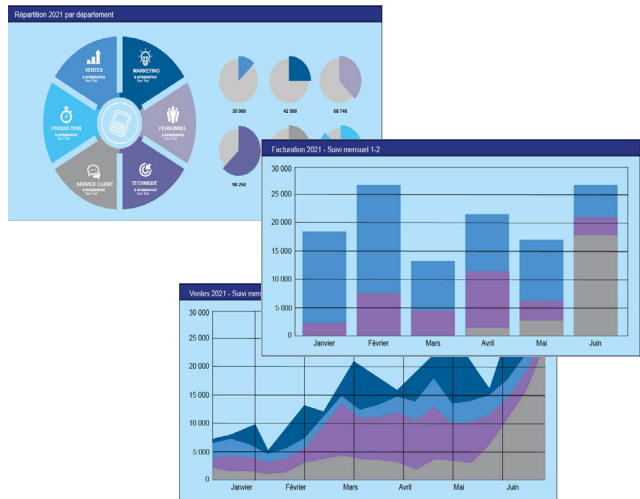 Répartition 2021 par département
VENTES
MARKETING
PRODUCTION
PERSONNEL
SERVICE CLIENT
TECHNIQUE
35 000
42 500
68 746
98 250
Facturation 2021 - Suivi mensuel 1-2
30 000
25 000
20 000
15 000
10 000
5 000
0
Janvier
Février
Mars
Avril
Mai
Juin
Ventes 2021 - Suivi
30 000
25 000
20 000
15 000
10 000
5 000
0
Janvier
Février
Mars
Avril
Mai
Juin